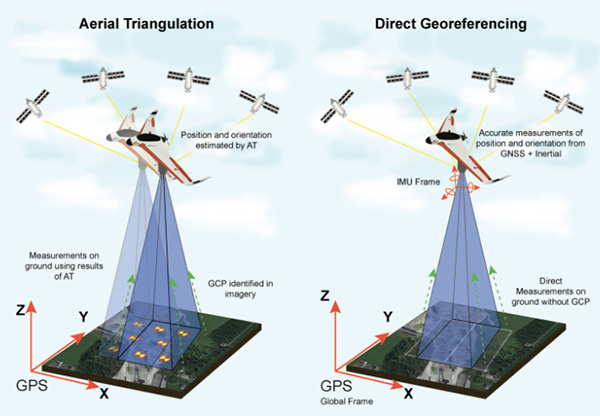 Aerial Triangulation
Position and orientation
estimated by AT
Measurements on
ground using results
of AT
GCP identified in
imagery
Z
Y
X
GPS
Direct Georeferencing
Accurate measurements of
position and orientation from
GNSS + Inertial
IMU Frame
Direct
Measurements on
ground without GCP
Z
Y
X
GPS
Global Frame